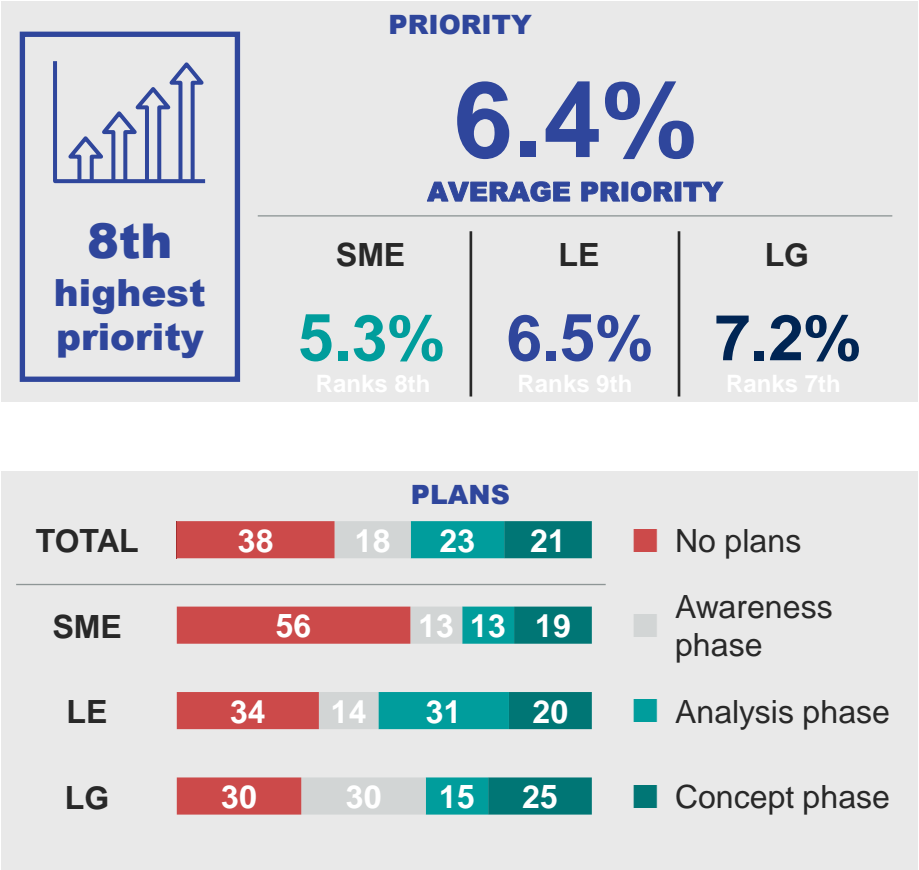 PRIORITY
8th
highest
priority
6.4%
AVERAGE PRIORITY
SME LE LG
5.3% 6.5% 7.2%
Ranks 8th Ranks 9th Ranks 7th
PLANS
TOTAL 38 18 23 21 No plans
SME 56 13 13 19 Awareness
phase
LE 34 14 31 20 Analysis phase
LG 30 30 15 25 Concept phase